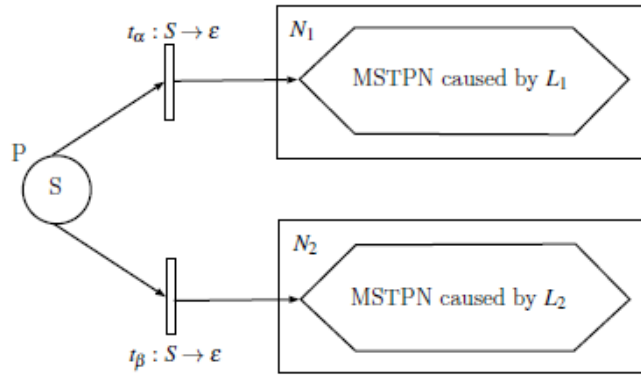 t_α : S → ε
N₁
MSTPN caused by L₁
p
S
N₂
MSTPN caused by L₂
t_β : S → ε